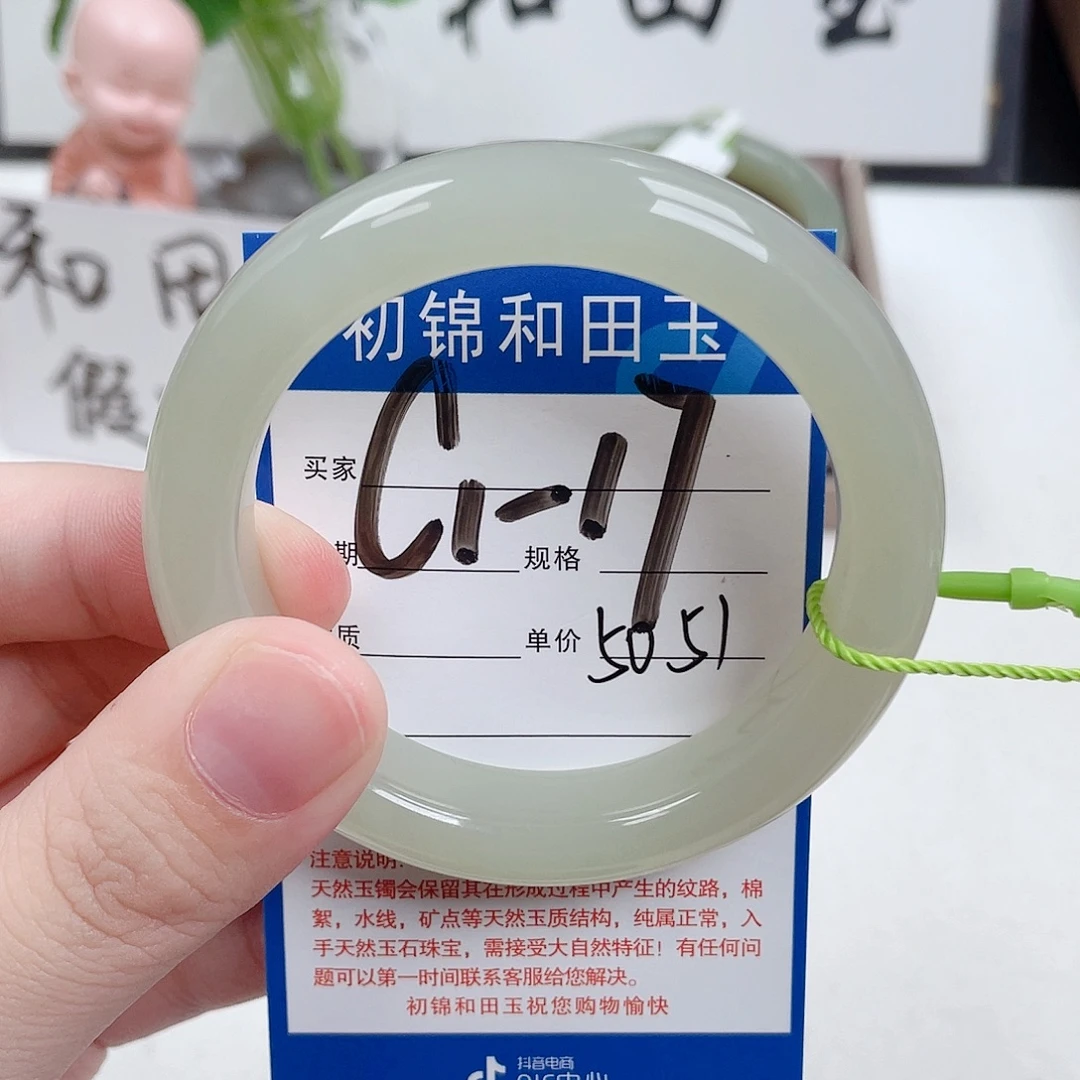 和田玉
和田
假
初锦和田玉
C1-17
买家
期
规格
质
单价 5051
注意说明:
天然玉镯会保留其在形成过程中产生的纹路，棉
絮，水线，矿点等天然玉质结构，纯属正常，入
手天然玉石珠宝，需接受大自然特征！有任何问
题可以第一时间联系客服给您解决。
初锦和田玉祝您购物愉快
抖音电商